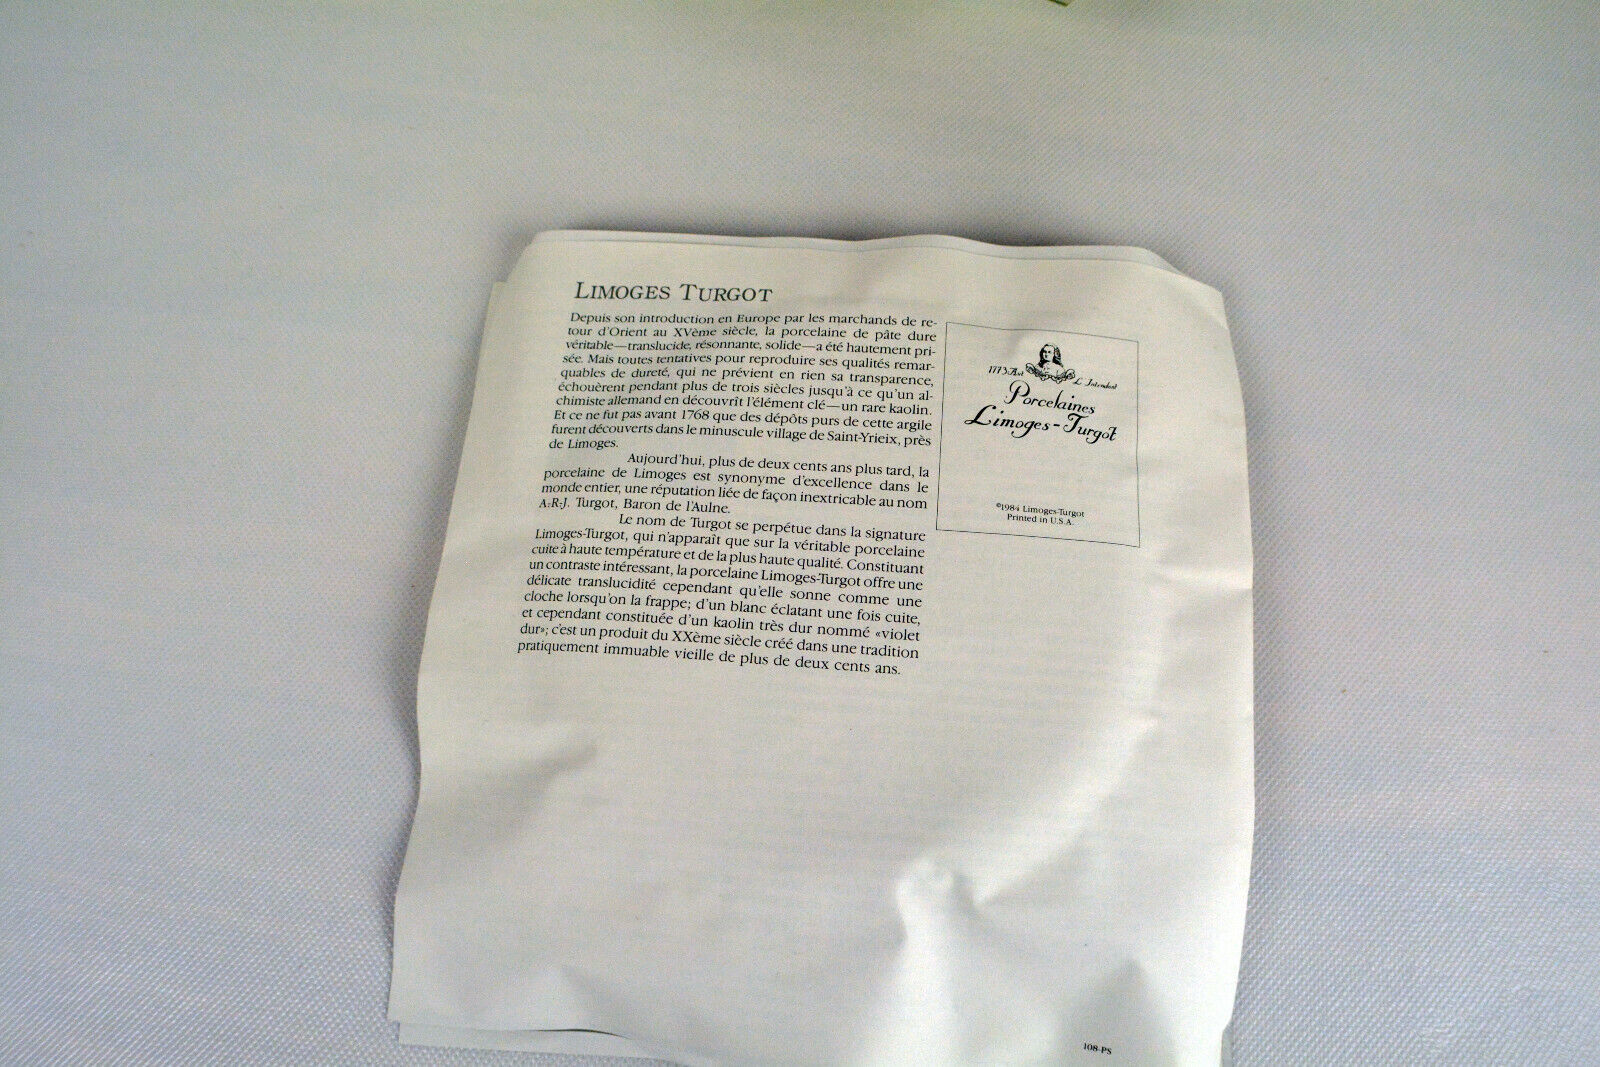 LIMOGES TURGOT
Depuis son introduction en Europe par les marchands de re-
tour d'Orient au XVème siècle, la porcelaine de pâte dure
véritable—translucide, résonnante, solide—a été hautement pri-
sée. Mais toutes tentatives pour reproduire ses qualités remar-
quables de dureté, qui ne prévient en rien sa transparence,
échouèrent pendant plus de trois siècles jusqu'à ce qu'un al-
chimiste allemand en découvrît l'élément clé—un rare kaolin.
Et ce ne fut pas avant 1768 que des dépôts purs de cette argile
furent découverts dans le minuscule village de Saint-Yrieix, près
de Limoges.
Aujourd'hui, plus de deux cents ans plus tard, la
porcelaine de Limoges est synonyme d'excellence dans le
monde entier, une réputation liée de façon inextricable au nom
A.-R.-J. Turgot, Baron de l'Aulne.
Le nom de Turgot se perpétue dans la signature
Limoges-Turgot, qui n'apparaît que sur la véritable porcelaine
cuite à haute température et de la plus haute qualité. Constituant
un contraste intéressant, la porcelaine Limoges-Turgot offre une
délicate translucidité cependant qu'elle sonne comme une
cloche lorsqu'on la frappe; d'un blanc éclatant une fois cuite,
et cependant constituée d'un kaolin très dur nommé «violet
dur»; c'est un produit du XXème siècle créé dans une tradition
pratiquement immuable vieille de plus de deux cents ans.
1773 L'Intendant
Porcelaines
Limoges-Turgot
©1984 Limoges-Turgot
Printed in U.S.A.
108-PS